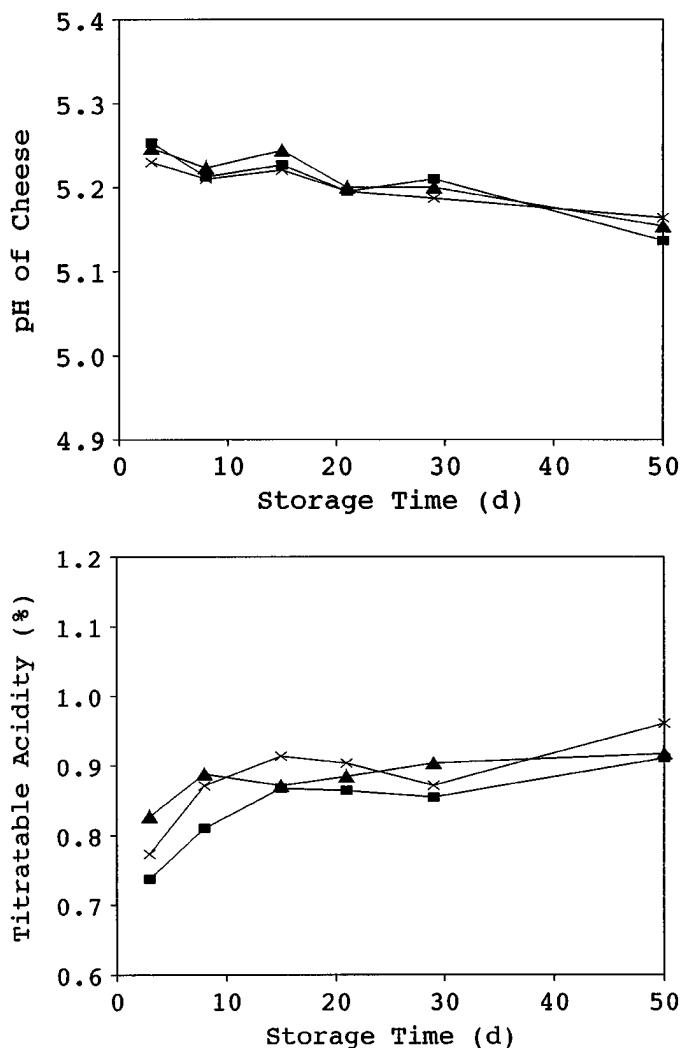 5.4
5.3
5.2
5.1
5.0
4.9
pH of Cheese
0 10 20 30 40 50
Storage Time (d)
1.2
1.1
1.0
0.9
0.8
0.7
0.6
Titratable Acidity (%)
0 10 20 30 40 50
Storage Time (d)